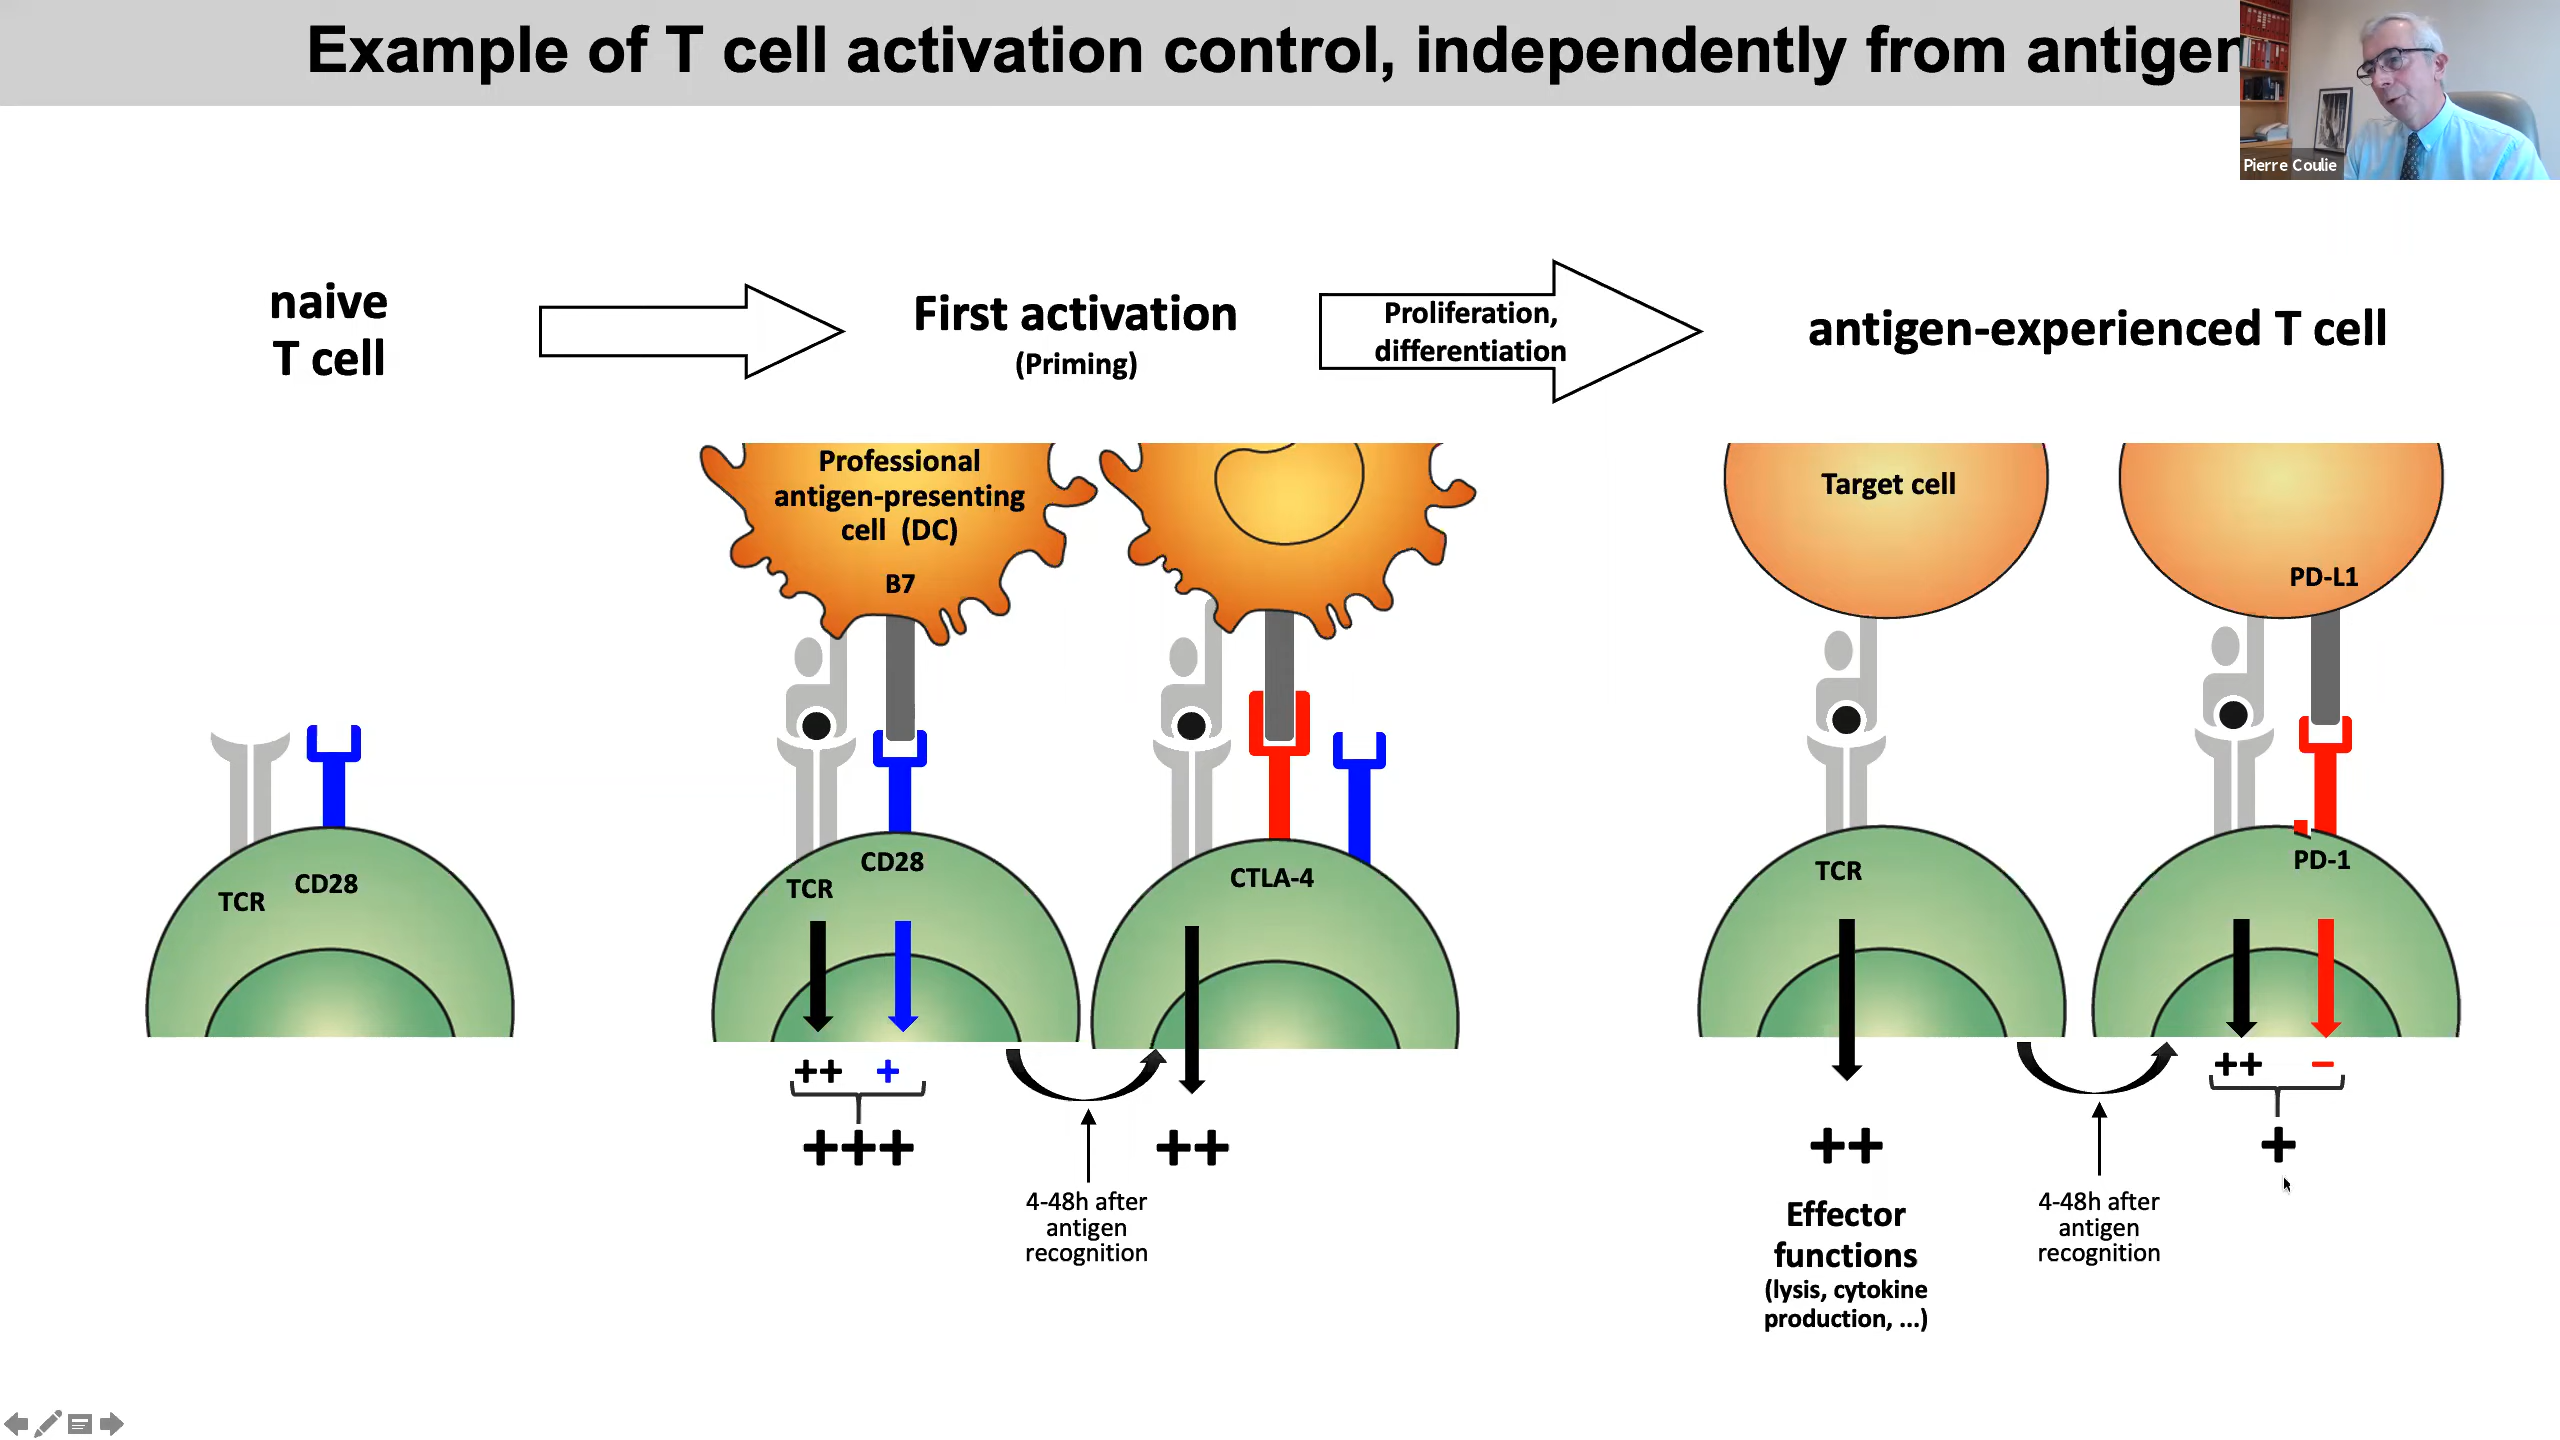 Example of T cell activation control, independently from antigen
Pierre Coulie
naive
T cell
First activation
(Priming)
Proliferation,
differentiation
antigen-experienced T cell
Professional
antigen-presenting
cell (DC)
B7
Target cell
PD-L1
TCR
CD28
TCR
CD28
CTLA-4
TCR
PD-1
++
+
+++
++
4-48h after
antigen
recognition
++
Effector
functions
(lysis, cytokine
production, ...)
4-48h after
antigen
recognition
++
−
+